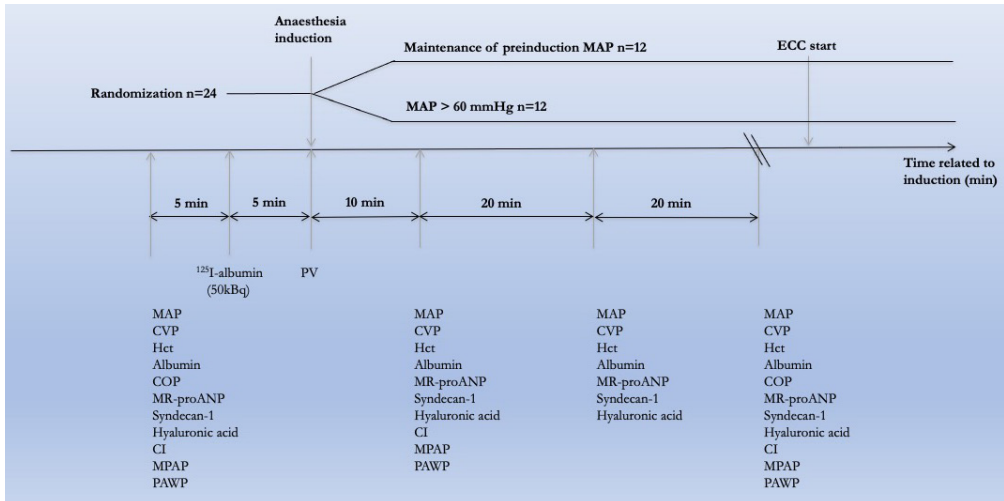 Anaesthesia
induction
Maintenance of preinduction MAP n=12
ECC start
Randomization n=24
MAP > 60 mmHg n=12
Time related to
induction (min)
5 min
5 min
10 min
20 min
20 min
¹²⁵I-albumin
(50kBq)
PV
MAP
CVP
Hct
Albumin
COP
MR-proANP
Syndecan-1
Hyaluronic acid
CI
MPAP
PAWP
MAP
CVP
Hct
Albumin
MR-proANP
Syndecan-1
Hyaluronic acid
CI
MPAP
PAWP
MAP
CVP
Hct
Albumin
MR-proANP
Syndecan-1
Hyaluronic acid
MAP
CVP
Hct
Albumin
COP
MR-proANP
Syndecan-1
Hyaluronic acid
CI
MPAP
PAWP